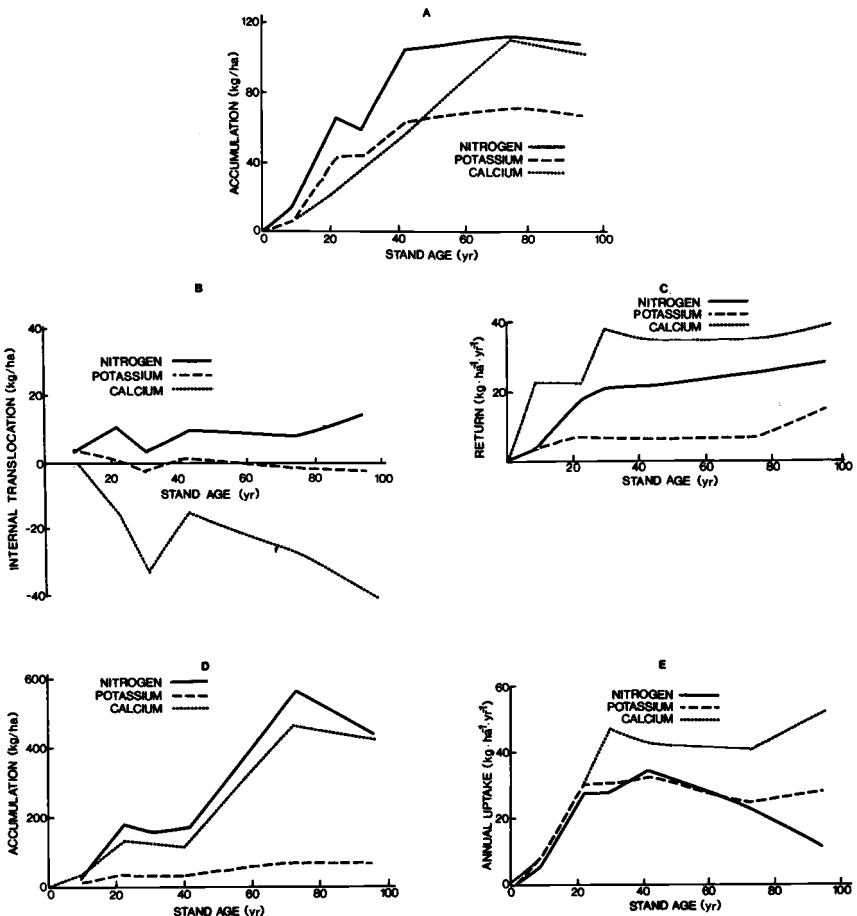 A
ACCUMULATION (kg/ha)
120
80
40
0
NITROGEN
POTASSIUM
CALCIUM
0 20 40 60 80 100
STAND AGE (yr)
B
INTERNAL TRANSLOCATION (kg/ha)
40
20
0
-20
-40
NITROGEN
POTASSIUM
CALCIUM
20 40 60 80 100
STAND AGE (yr)
C
RETURN (kg·ha⁻¹·yr⁻¹)
40
20
NITROGEN
POTASSIUM
CALCIUM
0 20 40 60 80 100
STAND AGE (yr)
D
ACCUMULATION (kg/ha)
600
400
200
0
NITROGEN
POTASSIUM
CALCIUM
0 20 40 60 80 100
STAND AGE (yr)
E
ANNUAL UPTAKE (kg·ha⁻¹·yr⁻¹)
60
40
20
0
NITROGEN
POTASSIUM
CALCIUM
0 20 40 60 80 100
STAND AGE (yr)